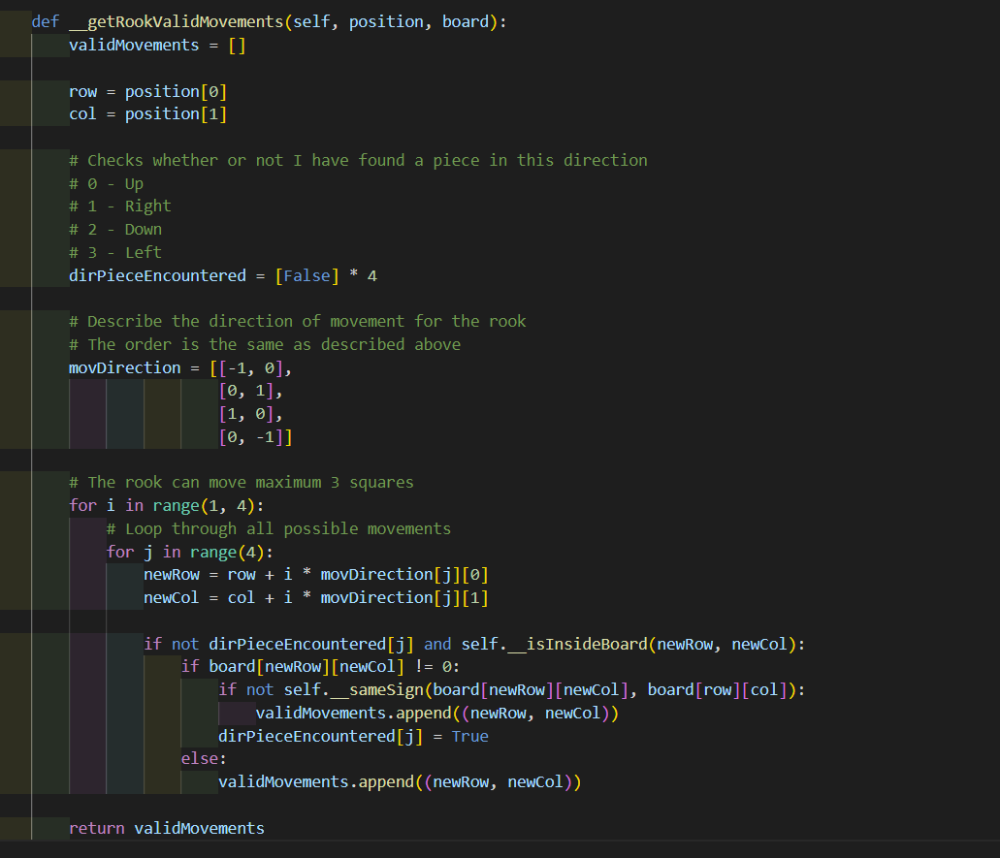 def __getRookValidMovements(self, position, board):
    validMovements = []

    row = position[0]
    col = position[1]

    # Checks whether or not I have found a piece in this direction
    # 0 - Up
    # 1 - Right
    # 2 - Down
    # 3 - Left
    dirPieceEncountered = [False] * 4

    # Describe the direction of movement for the rook
    # The order is the same as described above
    movDirection = [[-1, 0],
                    [0, 1],
                    [1, 0],
                    [0, -1]]

    # The rook can move maximum 3 squares
    for i in range(1, 4):
        # Loop through all possible movements
        for j in range(4):
            newRow = row + i * movDirection[j][0]
            newCol = col + i * movDirection[j][1]

            if not dirPieceEncountered[j] and self.__isInsideBoard(newRow, newCol):
                if board[newRow][newCol] != 0:
                    if not self.__sameSign(board[newRow][newCol], board[row][col]):
                        validMovements.append((newRow, newCol))
                    dirPieceEncountered[j] = True
                else:
                    validMovements.append((newRow, newCol))

    return validMovements